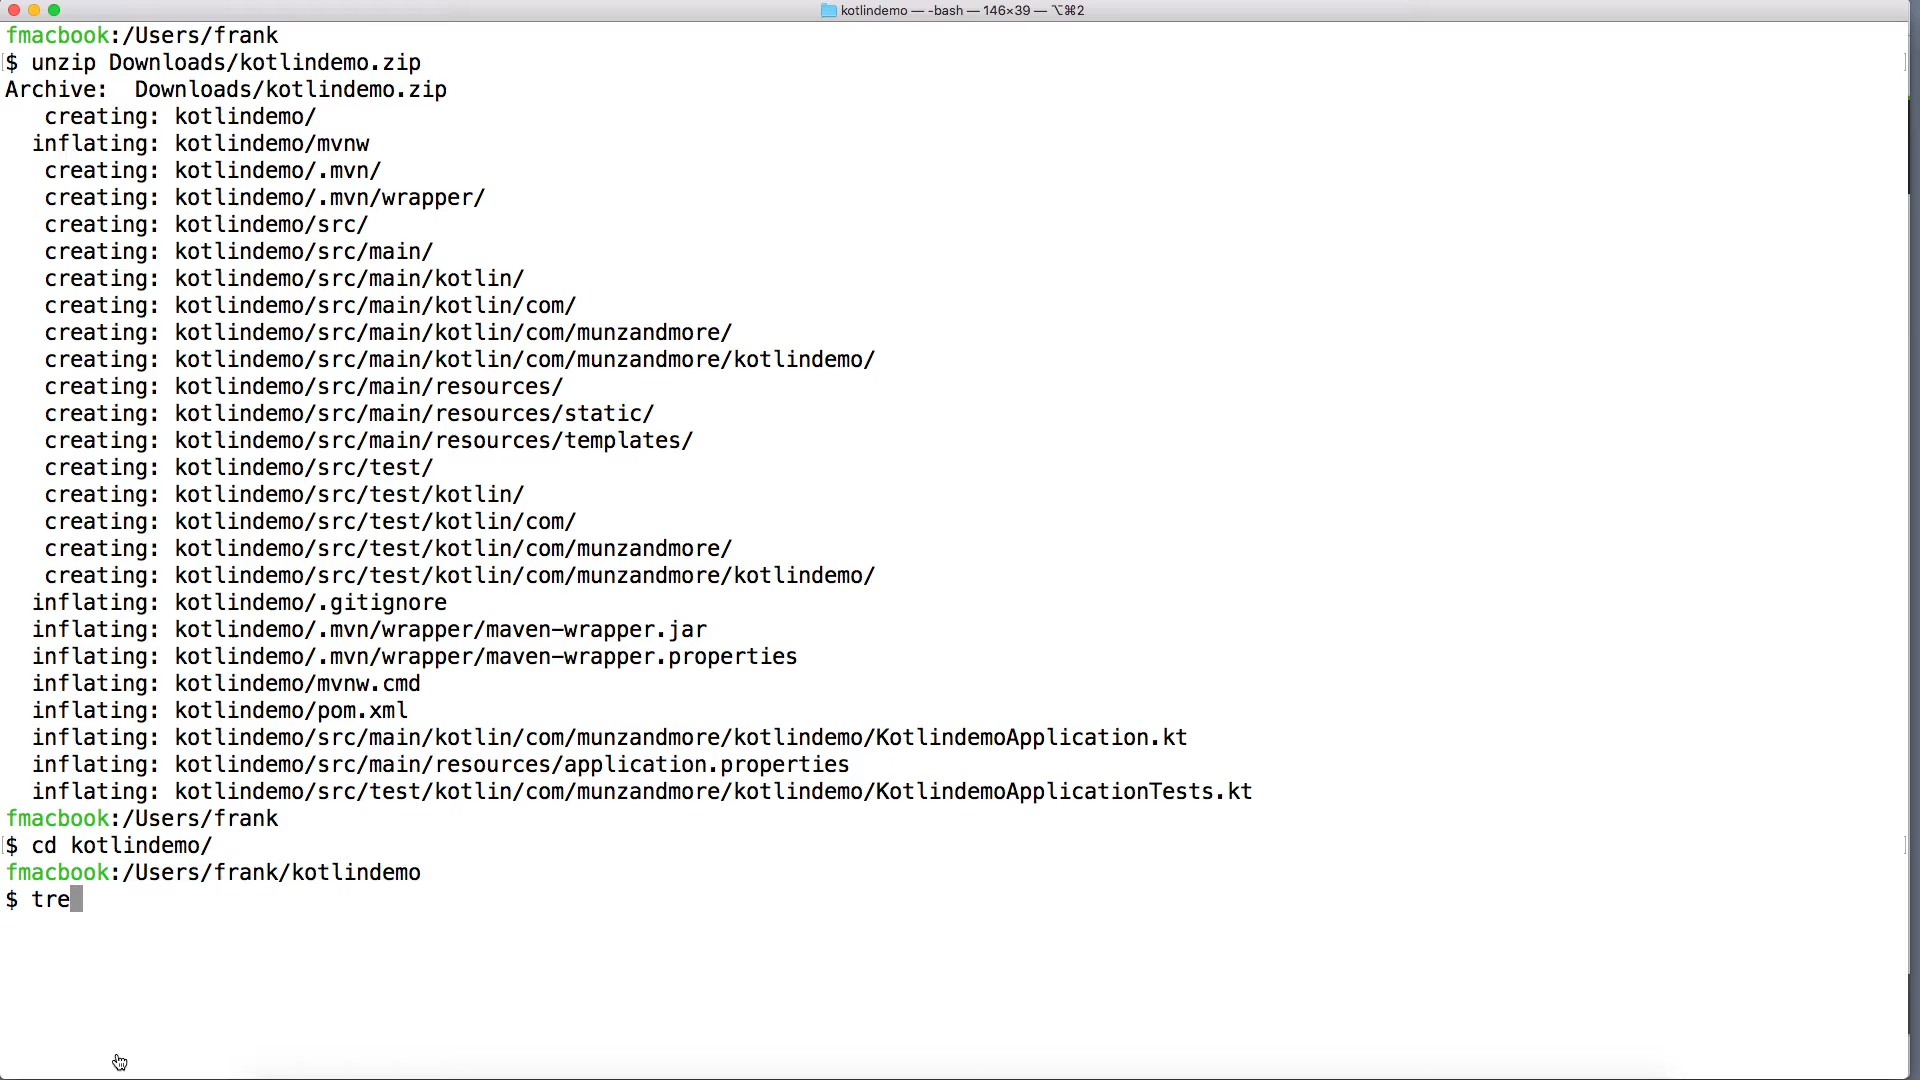 kotlindemo — -bash — 146×39 — ⌥⌘2
fmacbook:/Users/frank
$ unzip Downloads/kotlindemo.zip
Archive:  Downloads/kotlindemo.zip
   creating: kotlindemo/
  inflating: kotlindemo/mvnw
   creating: kotlindemo/.mvn/
   creating: kotlindemo/.mvn/wrapper/
   creating: kotlindemo/src/
   creating: kotlindemo/src/main/
   creating: kotlindemo/src/main/kotlin/
   creating: kotlindemo/src/main/kotlin/com/
   creating: kotlindemo/src/main/kotlin/com/munzandmore/
   creating: kotlindemo/src/main/kotlin/com/munzandmore/kotlindemo/
   creating: kotlindemo/src/main/resources/
   creating: kotlindemo/src/main/resources/static/
   creating: kotlindemo/src/main/resources/templates/
   creating: kotlindemo/src/test/
   creating: kotlindemo/src/test/kotlin/
   creating: kotlindemo/src/test/kotlin/com/
   creating: kotlindemo/src/test/kotlin/com/munzandmore/
   creating: kotlindemo/src/test/kotlin/com/munzandmore/kotlindemo/
  inflating: kotlindemo/.gitignore
  inflating: kotlindemo/.mvn/wrapper/maven-wrapper.jar
  inflating: kotlindemo/.mvn/wrapper/maven-wrapper.properties
  inflating: kotlindemo/mvnw.cmd
  inflating: kotlindemo/pom.xml
  inflating: kotlindemo/src/main/kotlin/com/munzandmore/kotlindemo/KotlindemoApplication.kt
  inflating: kotlindemo/src/main/resources/application.properties
  inflating: kotlindemo/src/test/kotlin/com/munzandmore/kotlindemo/KotlindemoApplicationTests.kt
fmacbook:/Users/frank
$ cd kotlindemo/
fmacbook:/Users/frank/kotlindemo
$ tre